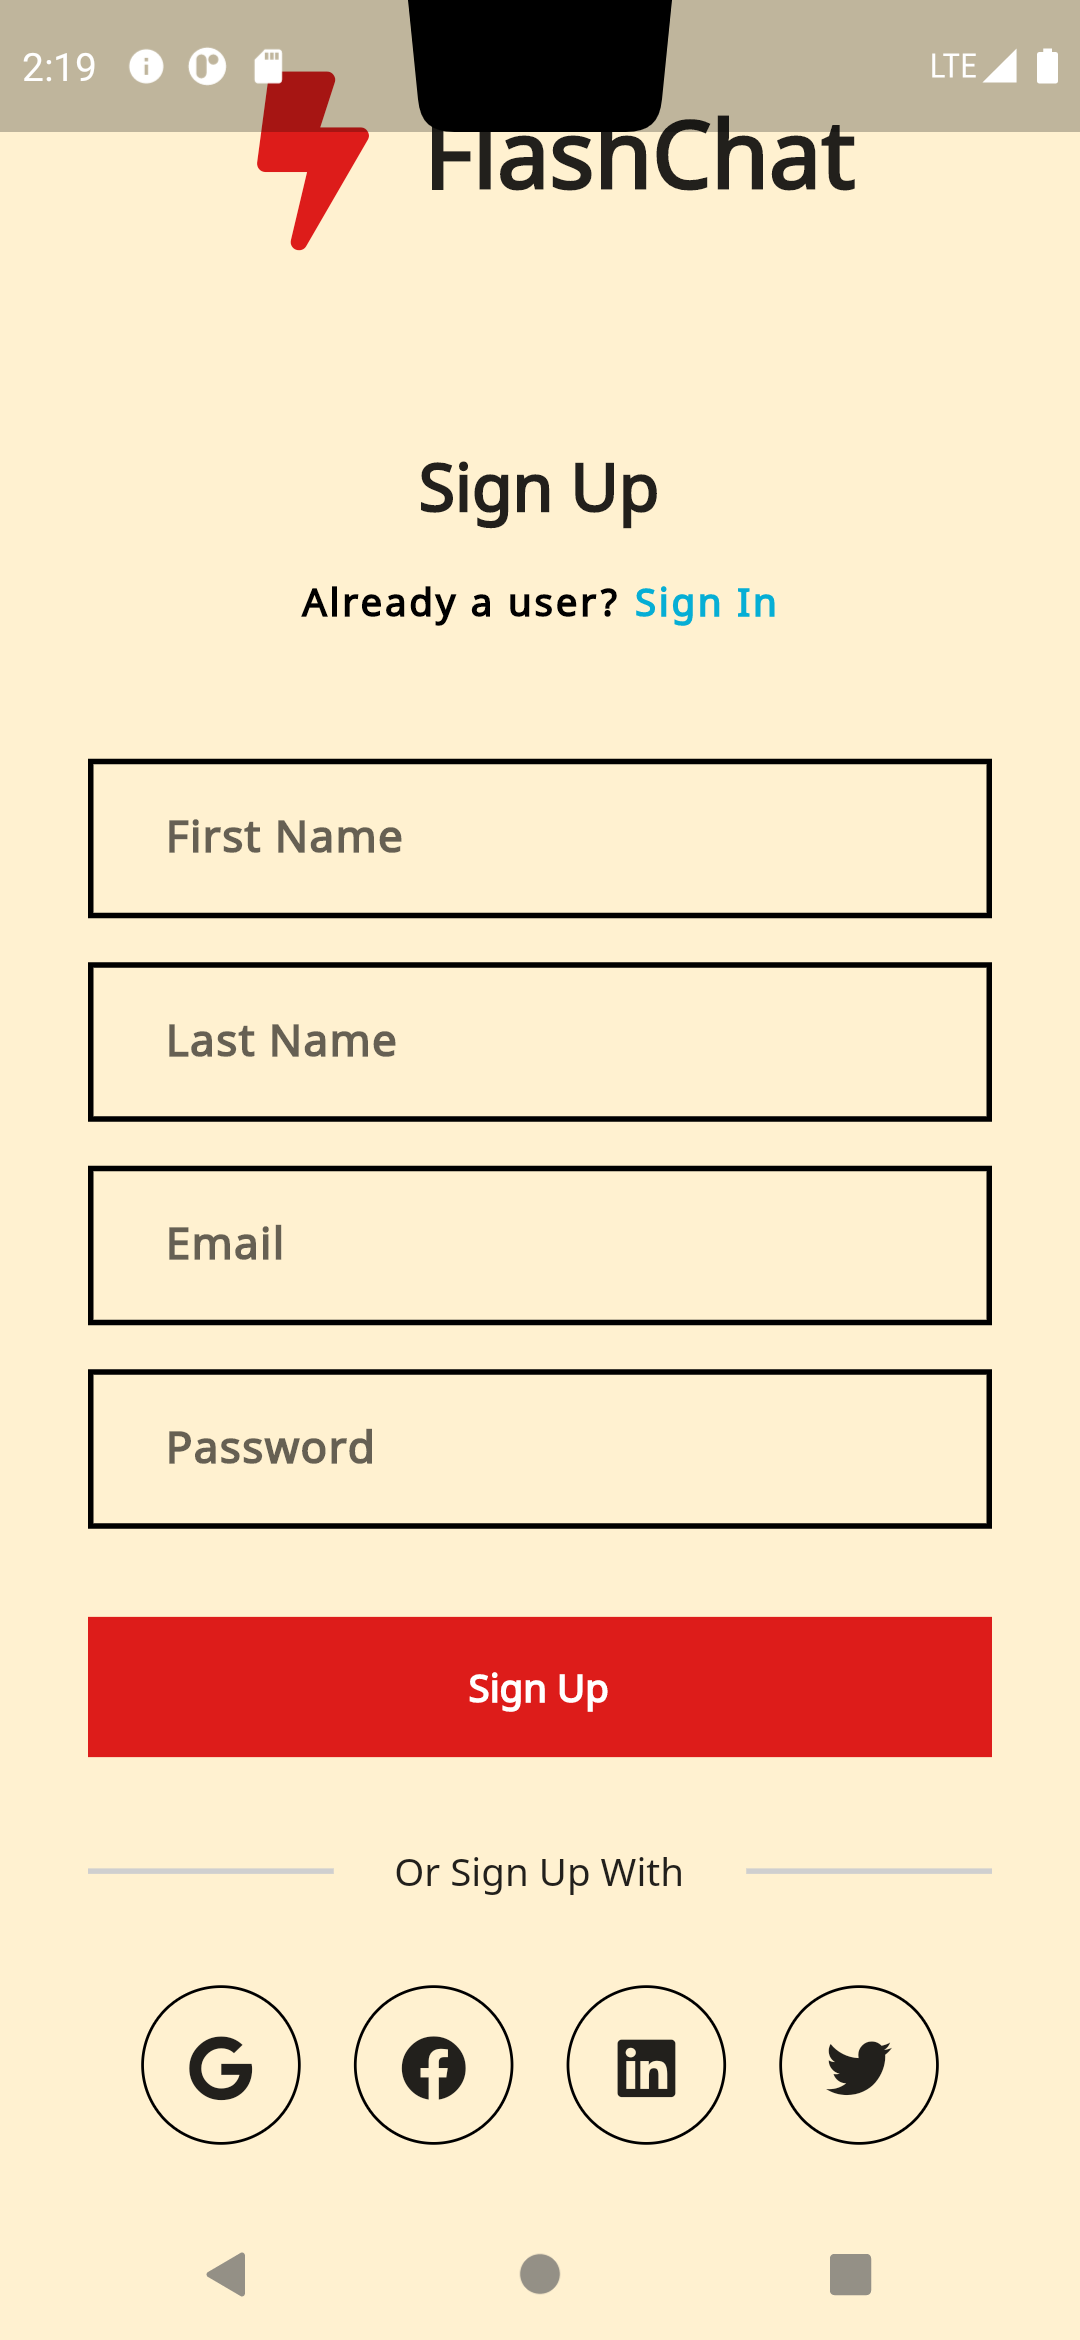 2:19 LTE
FlashChat
Sign Up
Already a user? Sign In
First Name
Last Name
Email
Password
Sign Up
Or Sign Up With